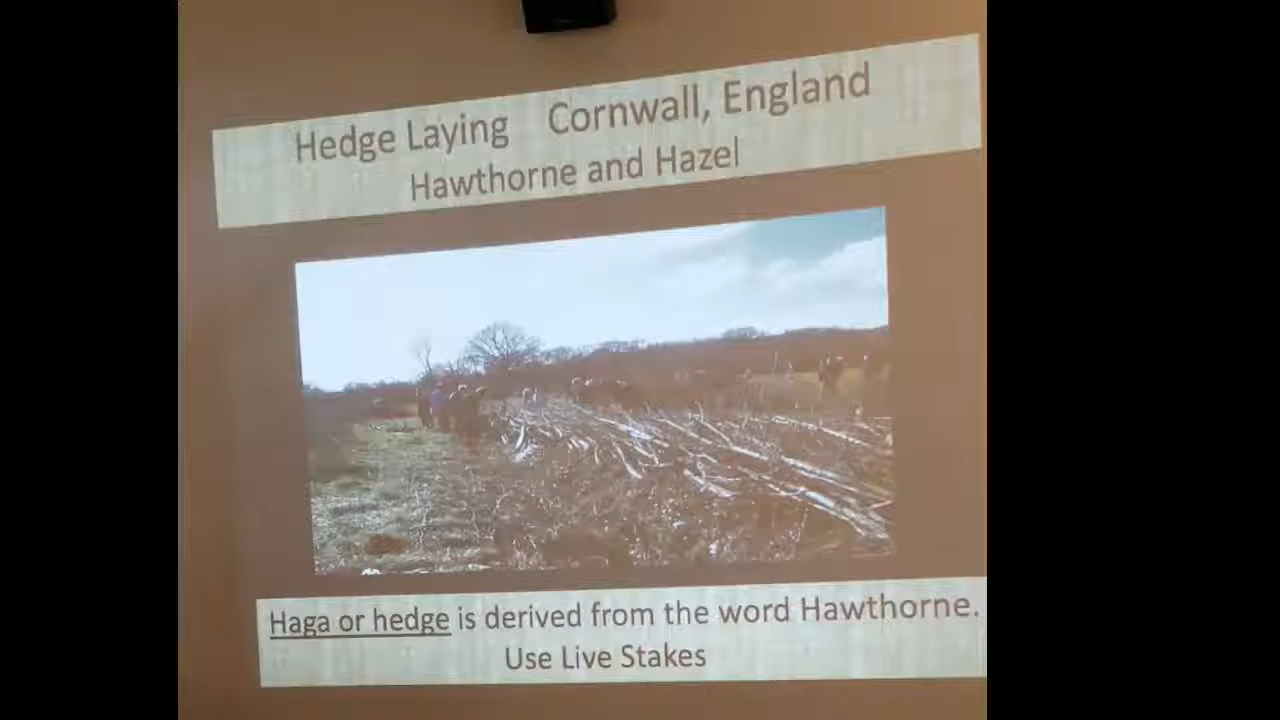 Hedge Laying Cornwall, England
Hawthorne and Hazel
Haga or hedge is derived from the word Hawthorne.
Use Live Stakes